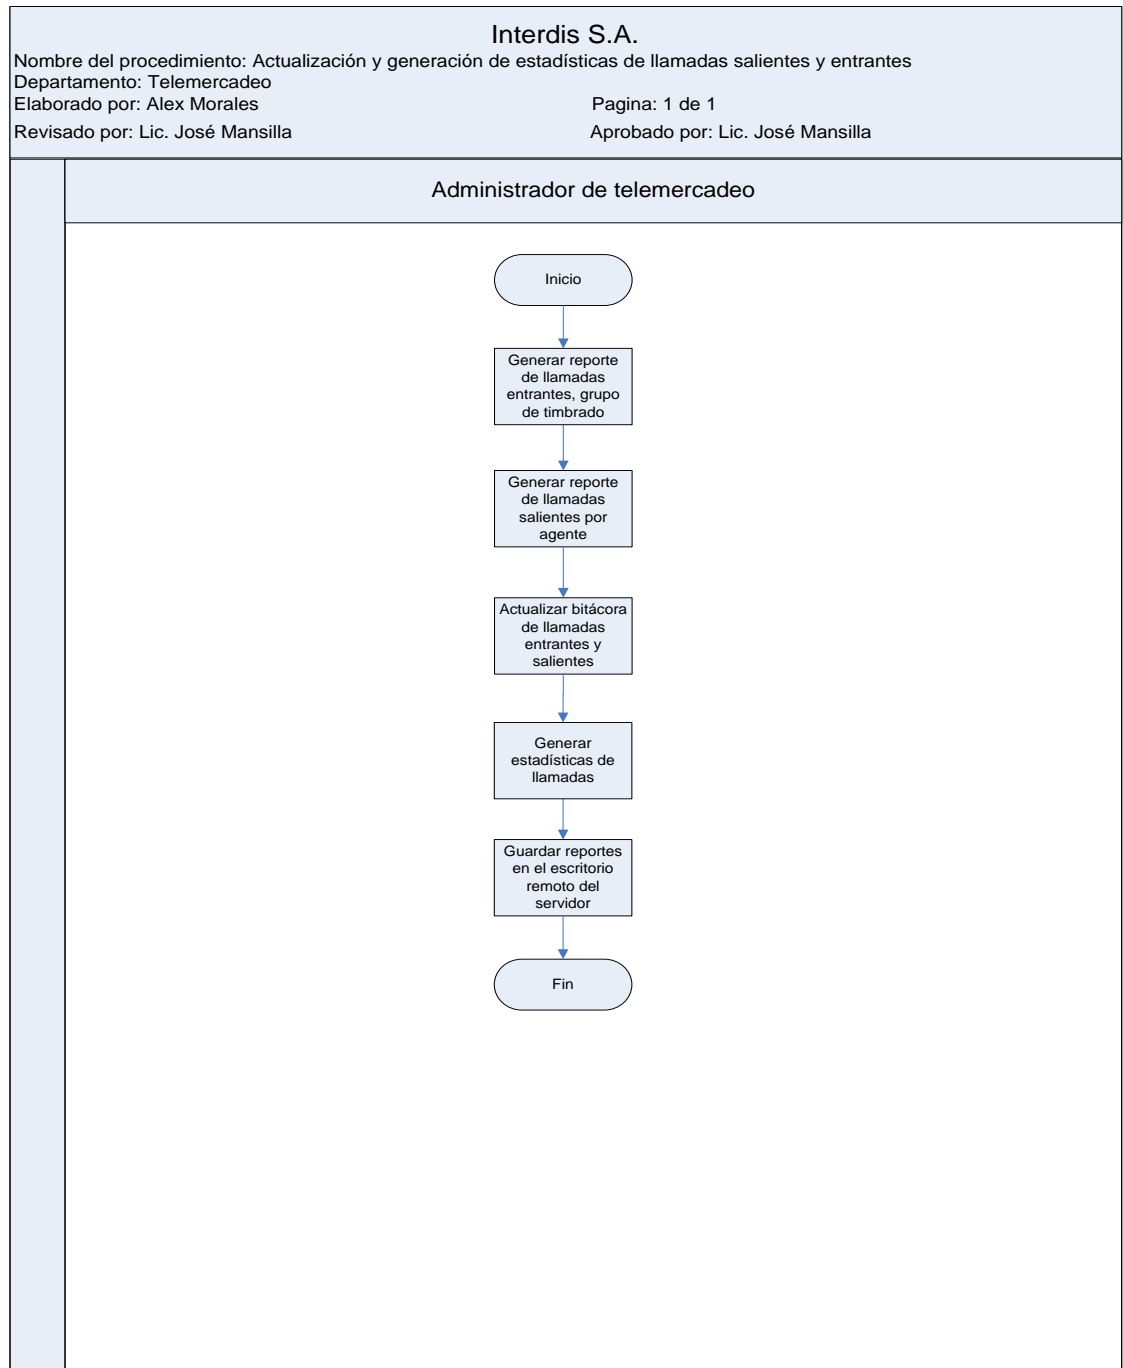 Interdis S.A.
Nombre del procedimiento: Actualización y generación de estadísticas de llamadas salientes y entrantes
Departamento: Telemercadeo
Elaborado por: Alex Morales
Pagina: 1 de 1
Revisado por: Lic. José Mansilla
Aprobado por: Lic. José Mansilla
Administrador de telemercadeo
Inicio
Generar reporte
de llamadas
entrantes, grupo
de timbrado
Generar reporte
de llamadas
salientes por
agente
Actualizar bitácora
de llamadas
entrantes y
salientes
Generar
estadísticas de
llamadas
Guardar reportes
en el escritorio
remoto del
servidor
Fin